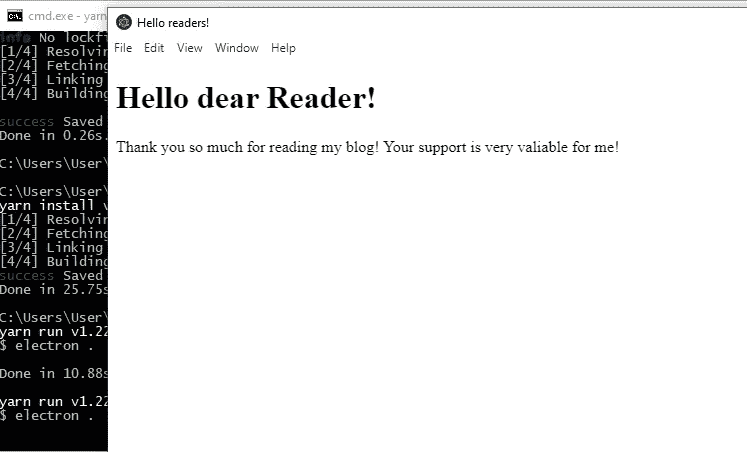 cmd.exe - yarn
info No lockfi
[1/4] Resolvin
[2/4] Fetching
[3/4] Linking
[4/4] Building
success Saved
Done in 0.26s.
C:\Users\User\
C:\Users\User\
yarn install v
[1/4] Resolvin
[2/4] Fetching
[3/4] Linking
[4/4] Building
success Saved
Done in 25.75s
C:\Users\User\
yarn run v1.22
$ electron .
Done in 10.88s
yarn run v1.22
$ electron .
Hello readers!
File Edit View Window Help
Hello dear Reader!
Thank you so much for reading my blog! Your support is very valiable for me!